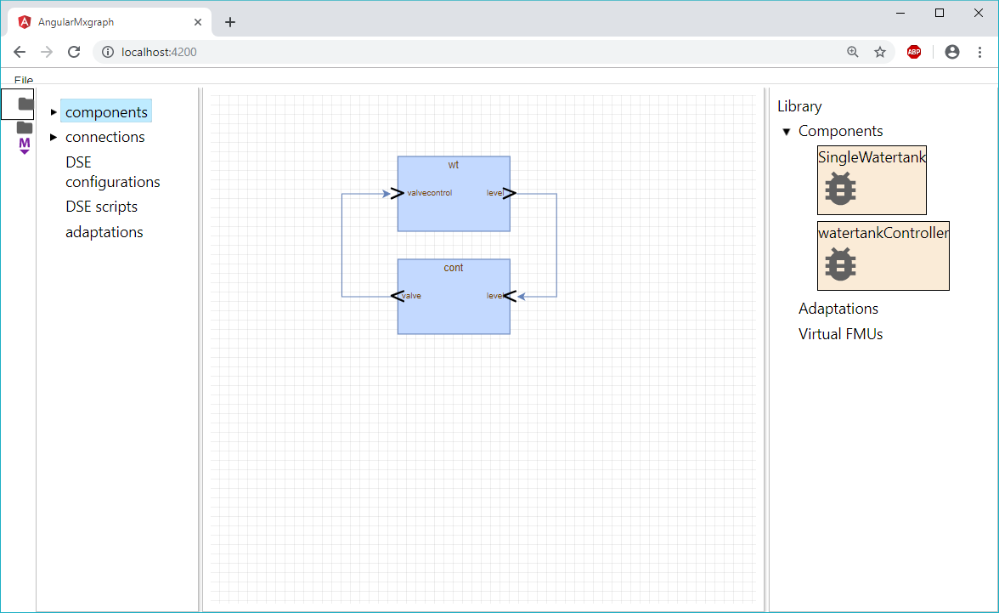 AngularMxgraph
localhost:4200
ABP
File
M
components
connections
DSE
configurations
DSE scripts
adaptations
wt
valvecontrol
level
cont
valve
level
Library
Components
SingleWatertank
watertankController
Adaptations
Virtual FMUs